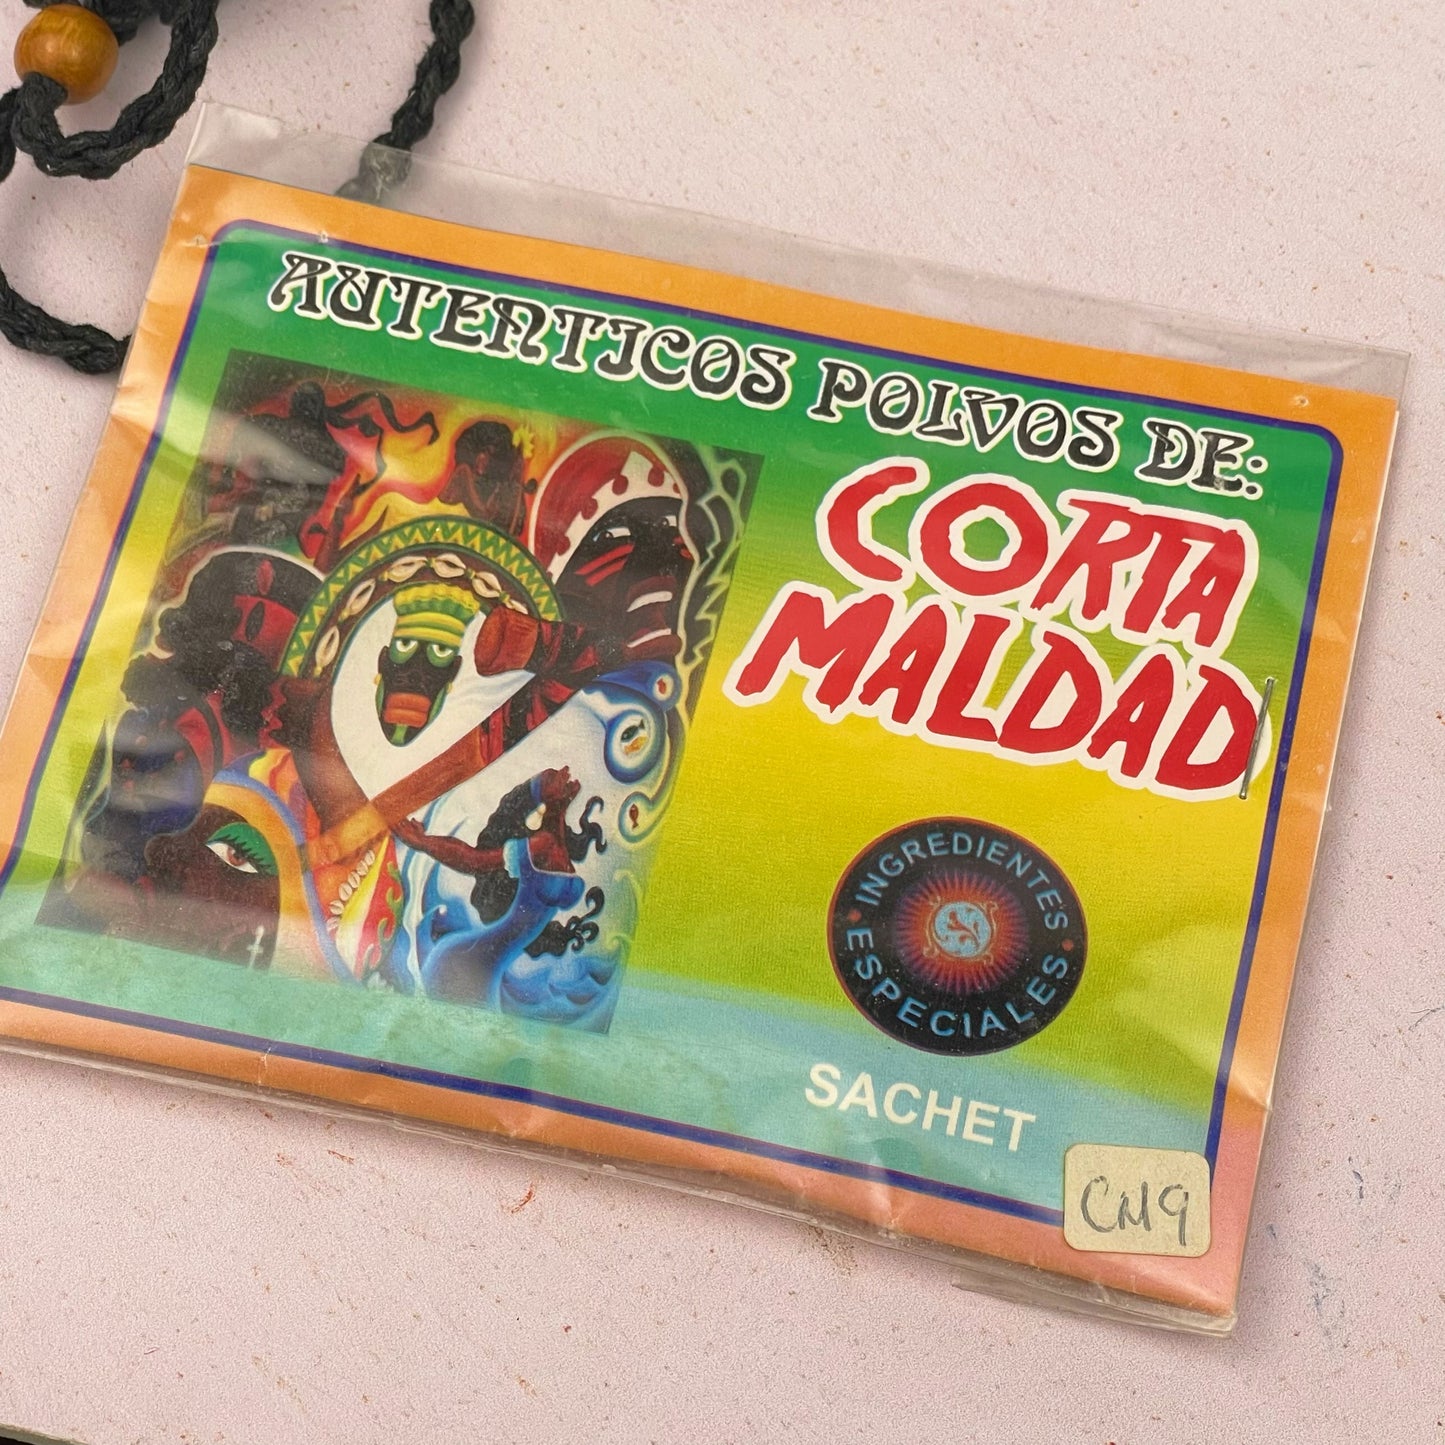 AUTENTICOS POLVOS DE:
CORTA
MALDAD
INGREDIENTES
ESPECIALES
SACHET
CM9